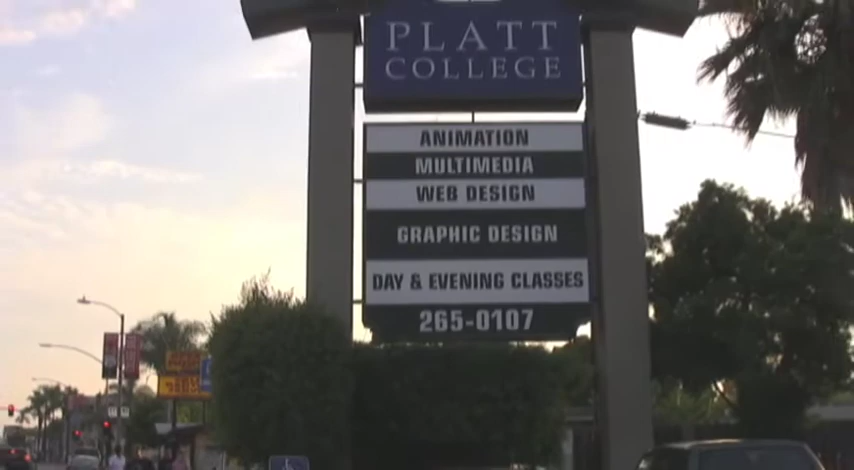 PLATT
COLLEGE
ANIMATION
MULTIMEDIA
WEB DESIGN
GRAPHIC DESIGN
DAY & EVENING CLASSES
265-0107